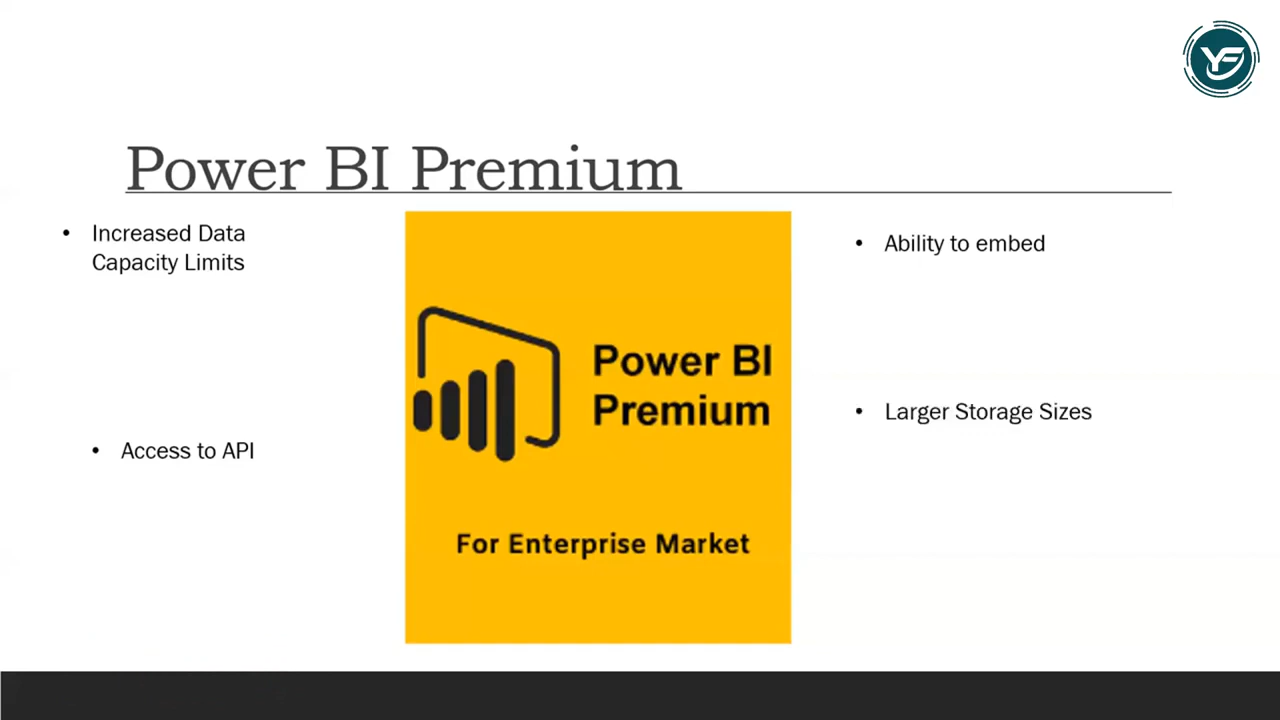 YF
Power BI Premium
• Increased Data
Capacity Limits
• Access to API
Power BI
Premium
For Enterprise Market
• Ability to embed
• Larger Storage Sizes